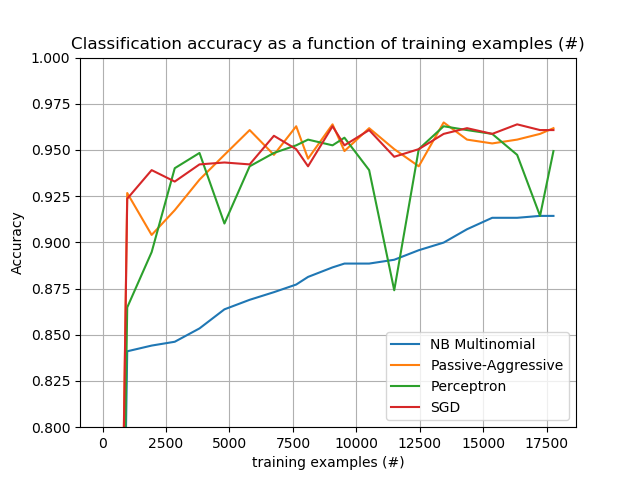 Classification accuracy as a function of training examples (#)
1.000
0.975
0.950
0.925
0.900
0.875
0.850
0.825
0.800
Accuracy
NB Multinomial
Passive-Aggressive
Perceptron
SGD
0 2500 5000 7500 10000 12500 15000 17500
training examples (#)